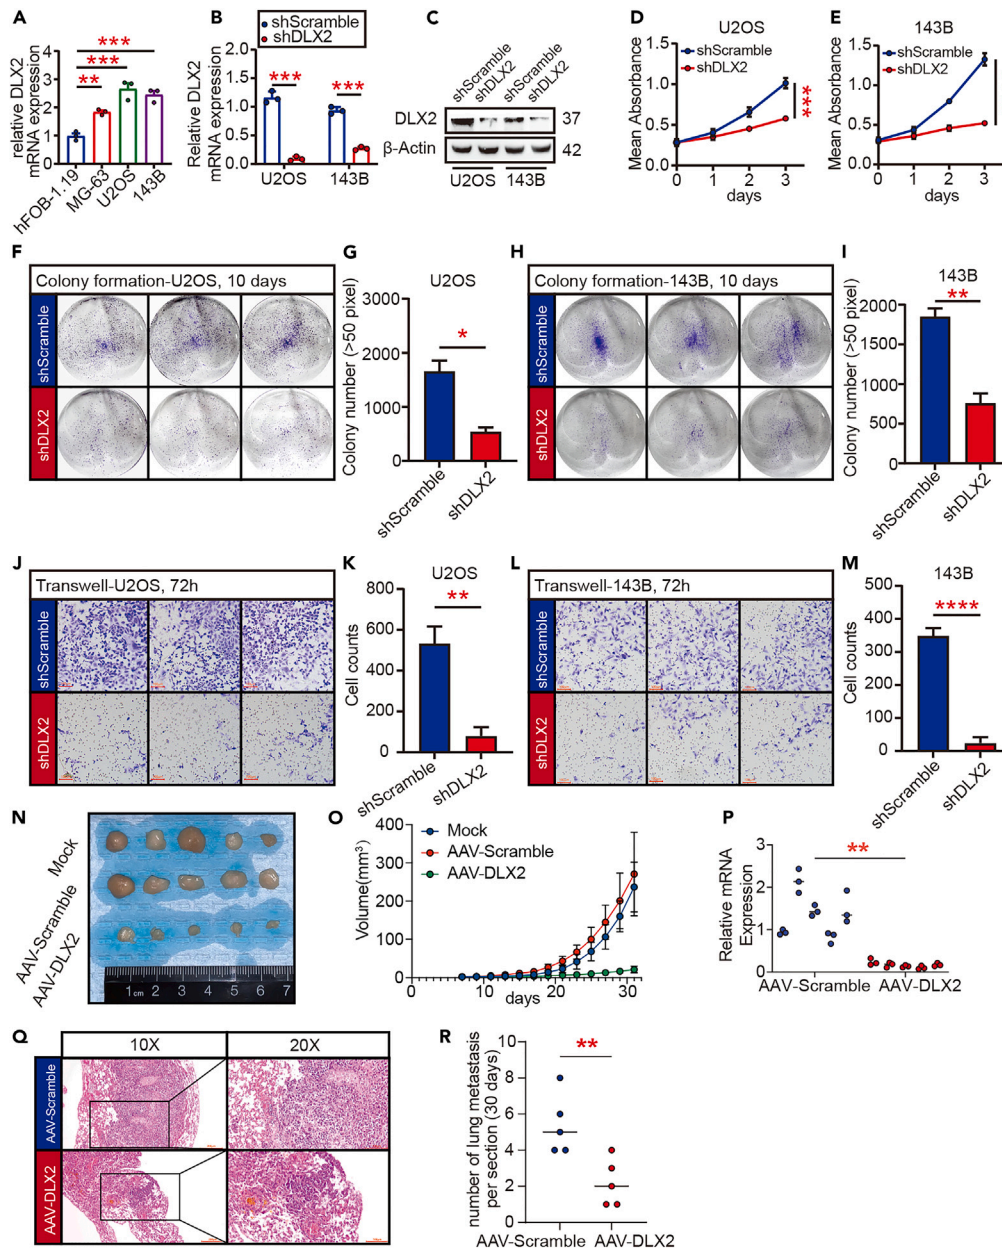 A
relative DLX2
mRNA expression
4
3
2
1
0
**
***
***
hFOB-1.19
MG-63
U2OS
143B
B
shScramble
shDLX2
Relative DLX2
mRNA expression
2.0
1.5
1.0
0.5
0.0
***
***
U2OS
143B
C
shScramble
shDLX2
shScramble
shDLX2
DLX2
37
β-Actin
42
U2OS
143B
D
U2OS
shScramble
shDLX2
Mean Absorbance
1.5
1.0
0.5
0.0
0
1
2
3
days
***
E
143B
shScramble
shDLX2
Mean Absorbance
1.5
1.0
0.5
0.0
0
1
2
3
days
F
Colony formation-U2OS, 10 days
shScramble
shDLX2
G
U2OS
Colony number (>50 pixel)
3000
2000
1000
0
*
shScramble
shDLX2
H
Colony formation-143B, 10 days
shScramble
shDLX2
I
143B
Colony number (>50 pixel)
2000
1500
1000
500
0
**
shScramble
shDLX2
J
Transwell-U2OS, 72h
shScramble
shDLX2
K
U2OS
Cell counts
800
600
400
200
0
**
shScramble
shDLX2
L
Transwell-143B, 72h
shScramble
shDLX2
M
143B
Cell counts
500
400
300
200
100
0
****
shScramble
shDLX2
N
Mock
AAV-Scramble
AAV-DLX2
1cm 2 3 4 5 6 7
O
Mock
AAV-Scramble
AAV-DLX2
Volume(mm³)
400
300
200
100
0
0
10
20
30
days
P
Relative mRNA
Expression
3
2
1
0
**
AAV-Scramble
AAV-DLX2
Q
10X
20X
AAV-Scramble
AAV-DLX2
R
number of lung metastasis
per section (30 days)
10
8
6
4
2
0
**
AAV-Scramble
AAV-DLX2